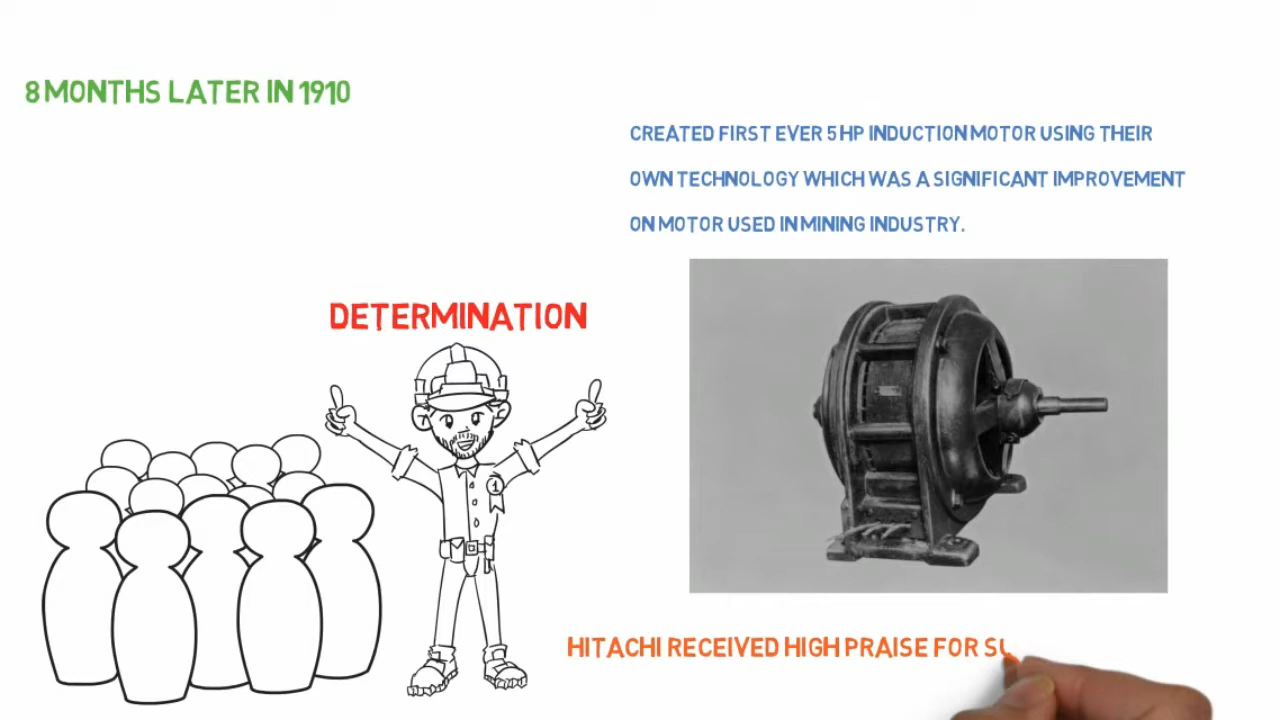 8 MONTHS LATER IN 1910
CREATED FIRST EVER 5 HP INDUCTION MOTOR USING THEIR
OWN TECHNOLOGY WHICH WAS A SIGNIFICANT IMPROVEMENT
ON MOTOR USED IN MINING INDUSTRY.
DETERMINATION
1
HITACHI RECEIVED HIGH PRAISE FOR